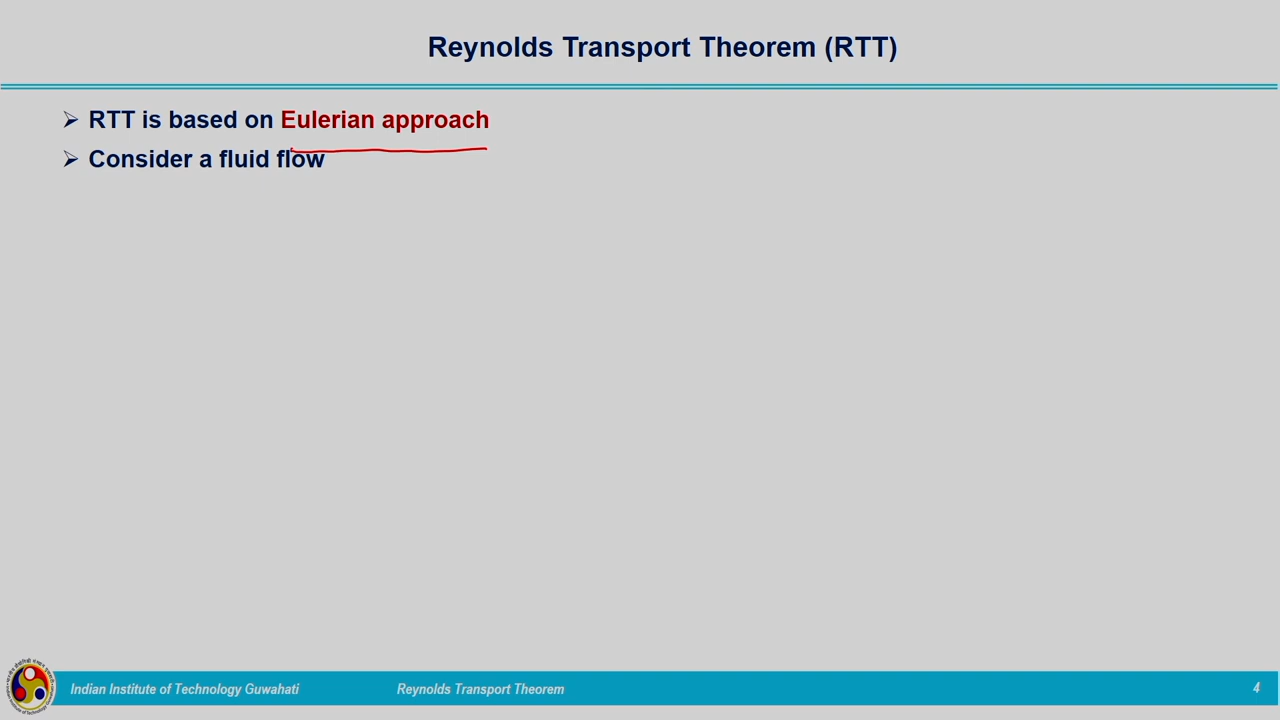 Reynolds Transport Theorem (RTT)
➢ RTT is based on Eulerian approach
➢ Consider a fluid flow
Indian Institute of Technology Guwahati
Reynolds Transport Theorem
4